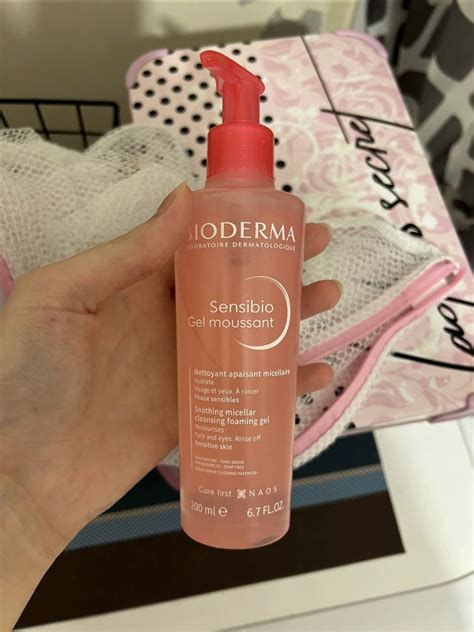 BIODERMA
LABORATOIRE DERMATOLOGIQUE
Sensibio
Gel moussant
Nettoyant apaisant micellaire
Hydrate
Visage et yeux, À rincer
Peaux sensibles
Soothing micellar
cleansing foaming gel
Moisturises
Face and eyes, Rinse off
Sensitive skin
Care first. NAOS
200 ml e 6.7 FL.OZ.
secret